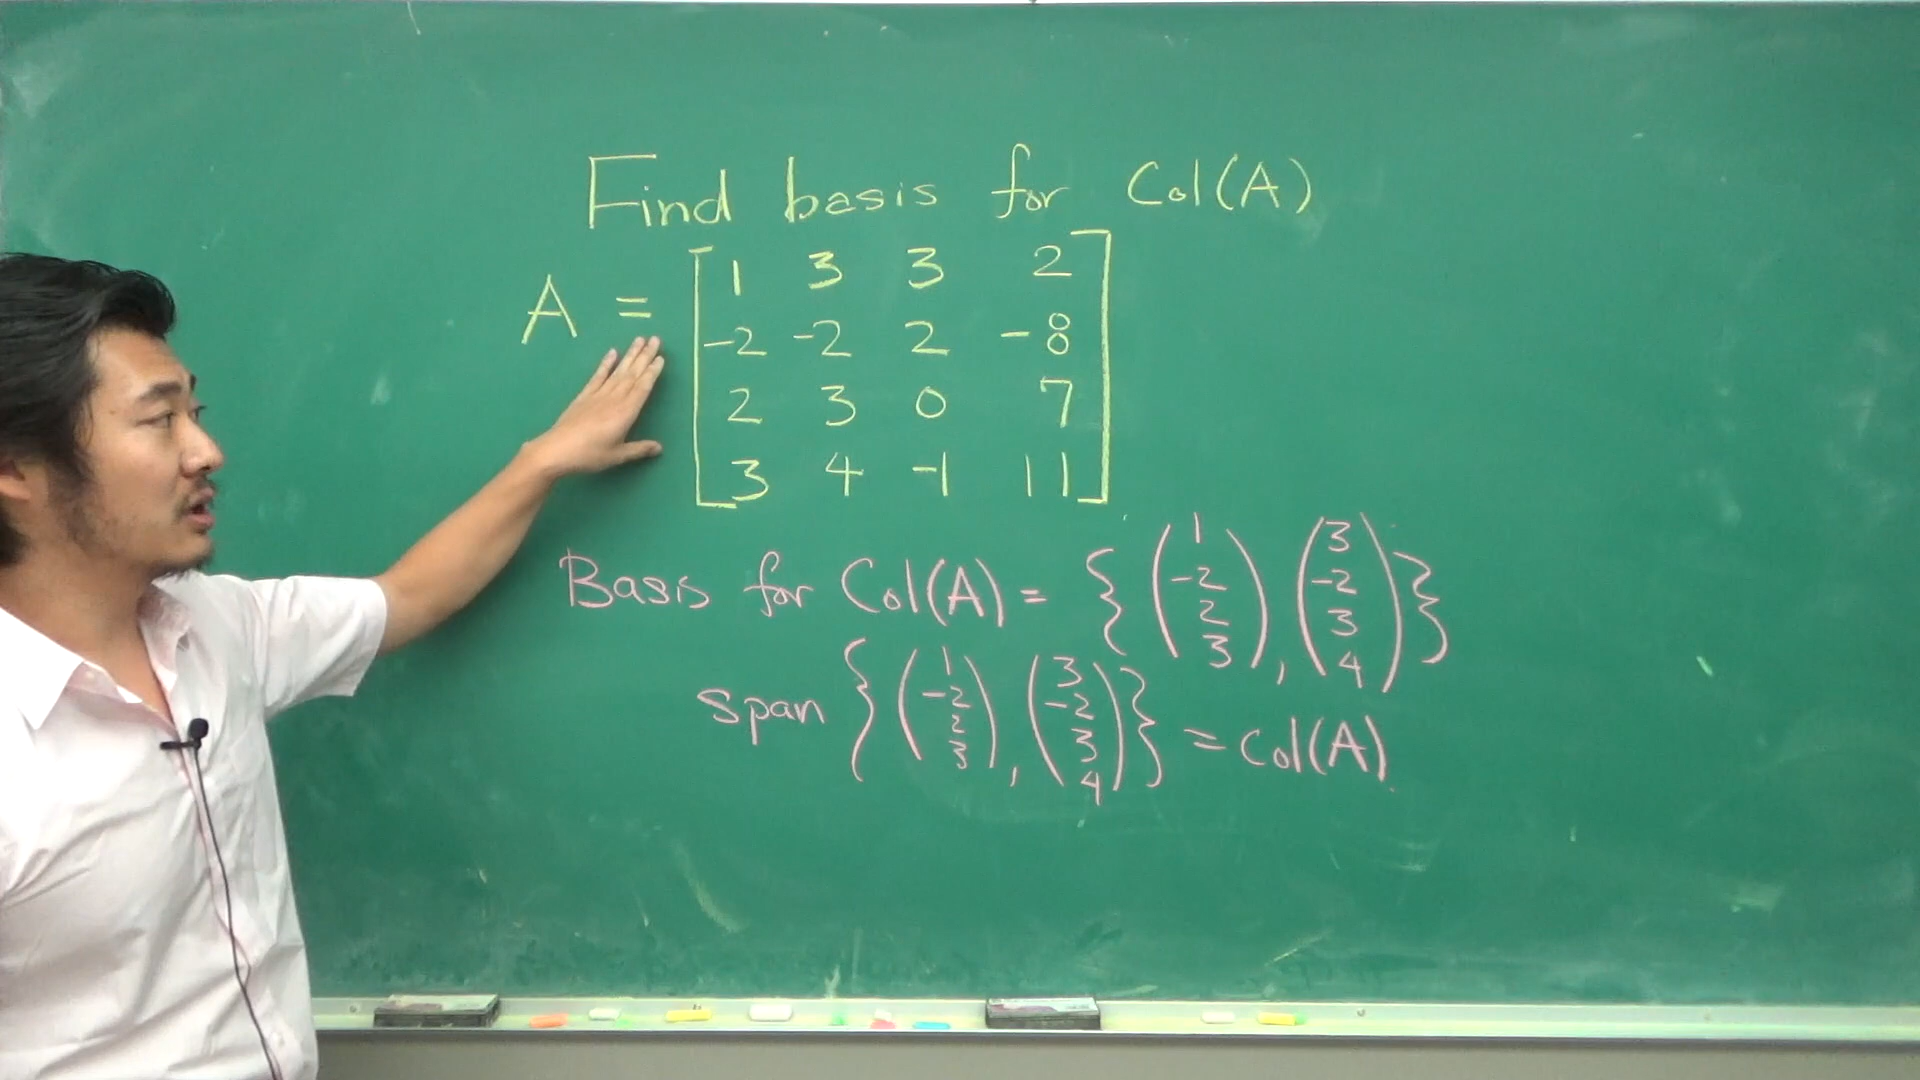 Find basis for Col(A)
A = [1 3 3 2
-2 -2 2 -8
2 3 0 7
3 4 -1 11]
Basis for Col(A) = { (1 -2 2 3), (3 -2 3 4) }
span { (1 -2 2 3), (3 -2 3 4) } = Col(A)